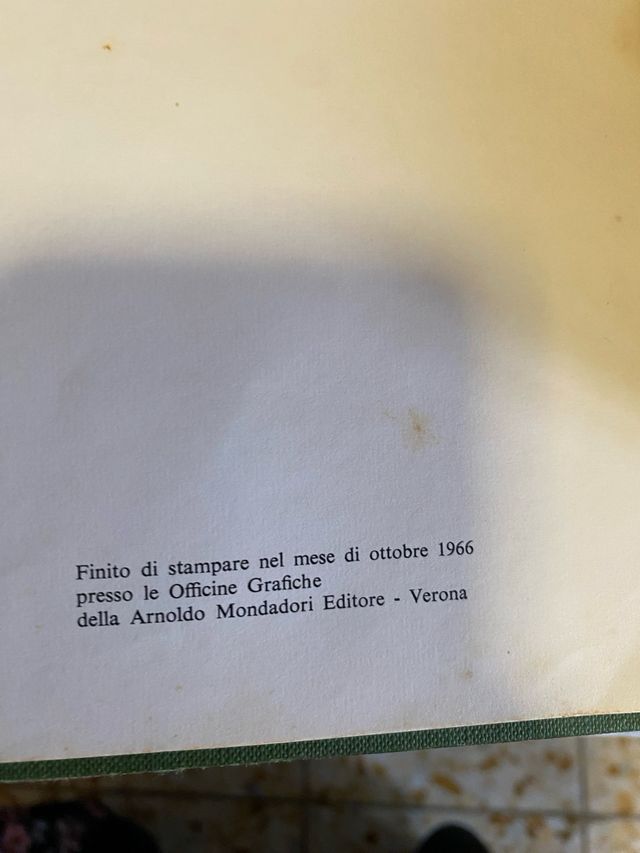 Finito di stampare nel mese di ottobre 1966
presso le Officine Grafiche
della Arnoldo Mondadori Editore - Verona